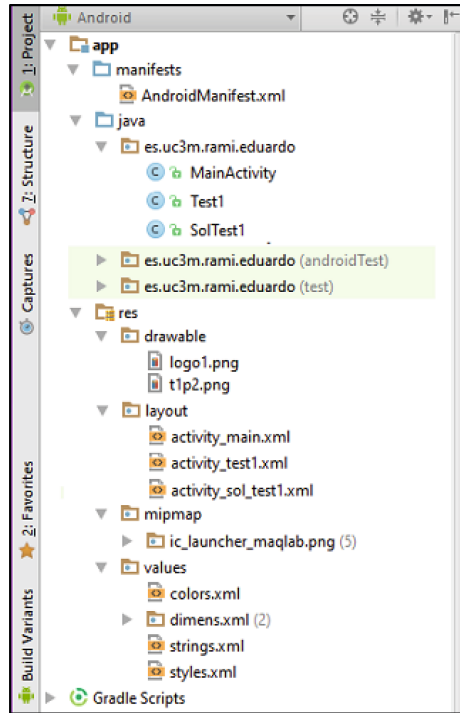 Android
1: Project
7: Structure
Captures
2: Favorites
Build Variants
app
manifests
AndroidManifest.xml
java
es.uc3m.rami.eduardo
MainActivity
Test1
SolTest1
es.uc3m.rami.eduardo (androidTest)
es.uc3m.rami.eduardo (test)
res
drawable
logo1.png
t1p2.png
layout
activity_main.xml
activity_test1.xml
activity_sol_test1.xml
mipmap
ic_launcher_maqlab.png (5)
values
colors.xml
dimens.xml (2)
strings.xml
styles.xml
Gradle Scripts